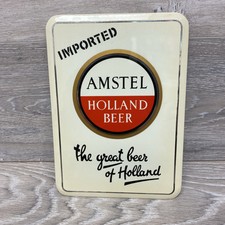 IMPORTED
AMSTEL
HOLLAND
BEER
the great beer
of Holland